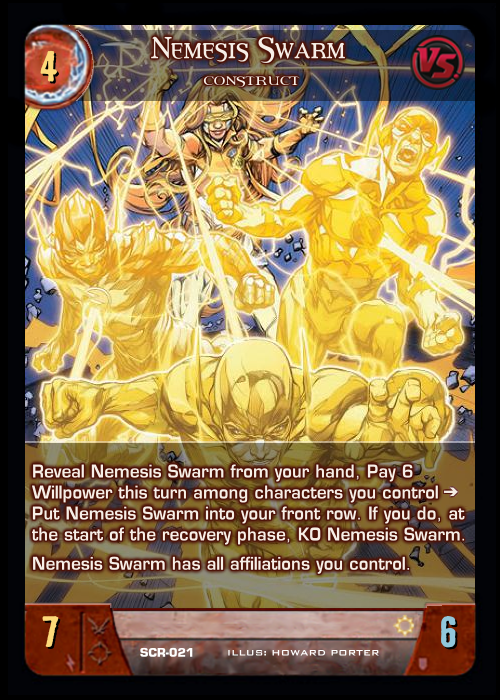 4
NEMESIS SWARM
VS.
CONSTRUCT
Reveal Nemesis Swarm from your hand, Pay 6
Willpower this turn among characters you control ➔
Put Nemesis Swarm into your front row. If you do, at
the start of the recovery phase, KO Nemesis Swarm.
Nemesis Swarm has all affiliations you control.
7
6
SCR-021 ILLUS: HOWARD PORTER